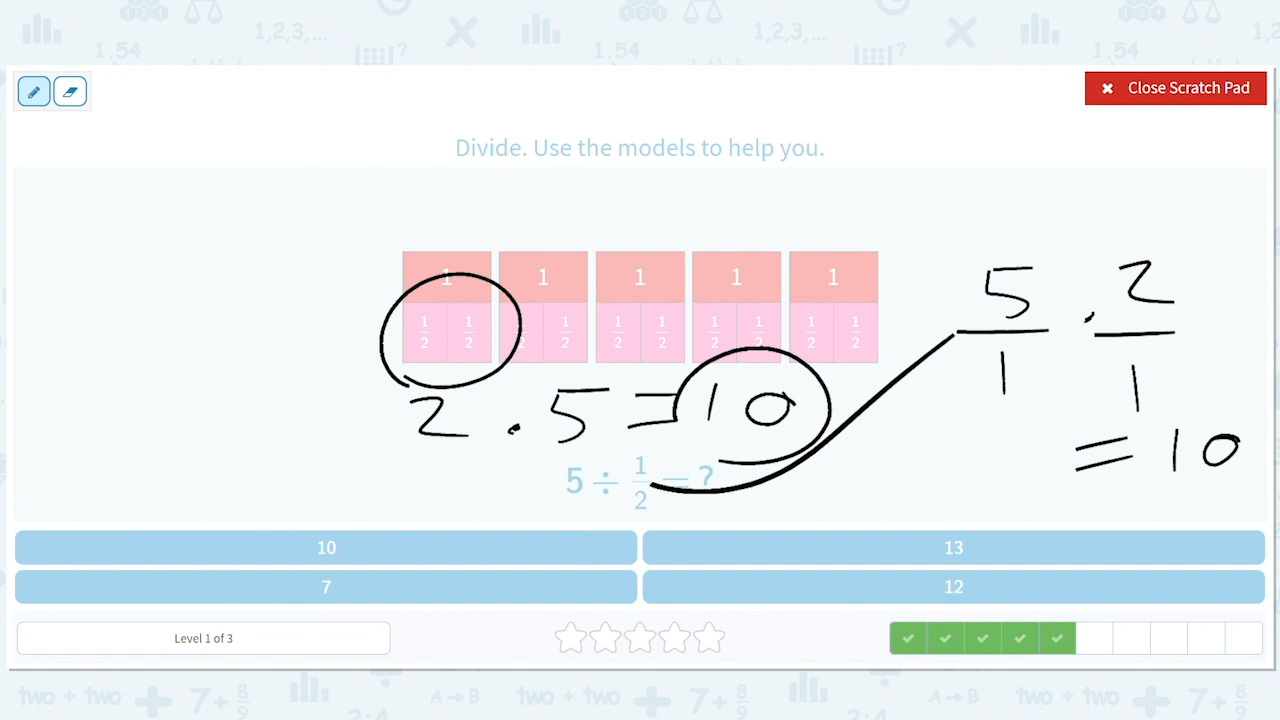 Close Scratch Pad
Divide. Use the models to help you.
1 1 1 1 1
1/2 1/2 1/2 1/2 1/2 1/2 1/2 1/2 1/2
2 . 5 = 10
5/1 . 2/1
= 10
5 ÷ 1/2 = ?
10 13
7 12
Level 1 of 3